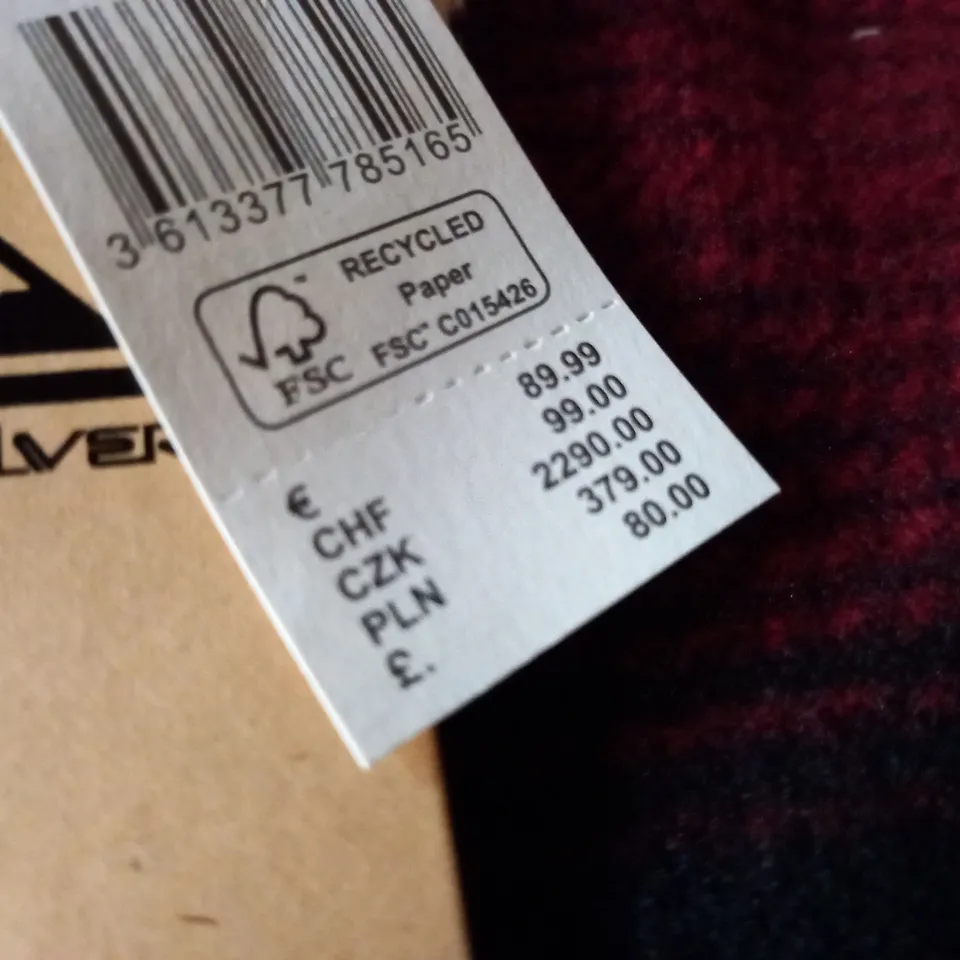 3 613377 785165
RECYCLED
Paper
FSC™ C015426
FSC
€ 89.99
CHF 99.00
CZK 2290.00
PLN 379.00
£. 80.00